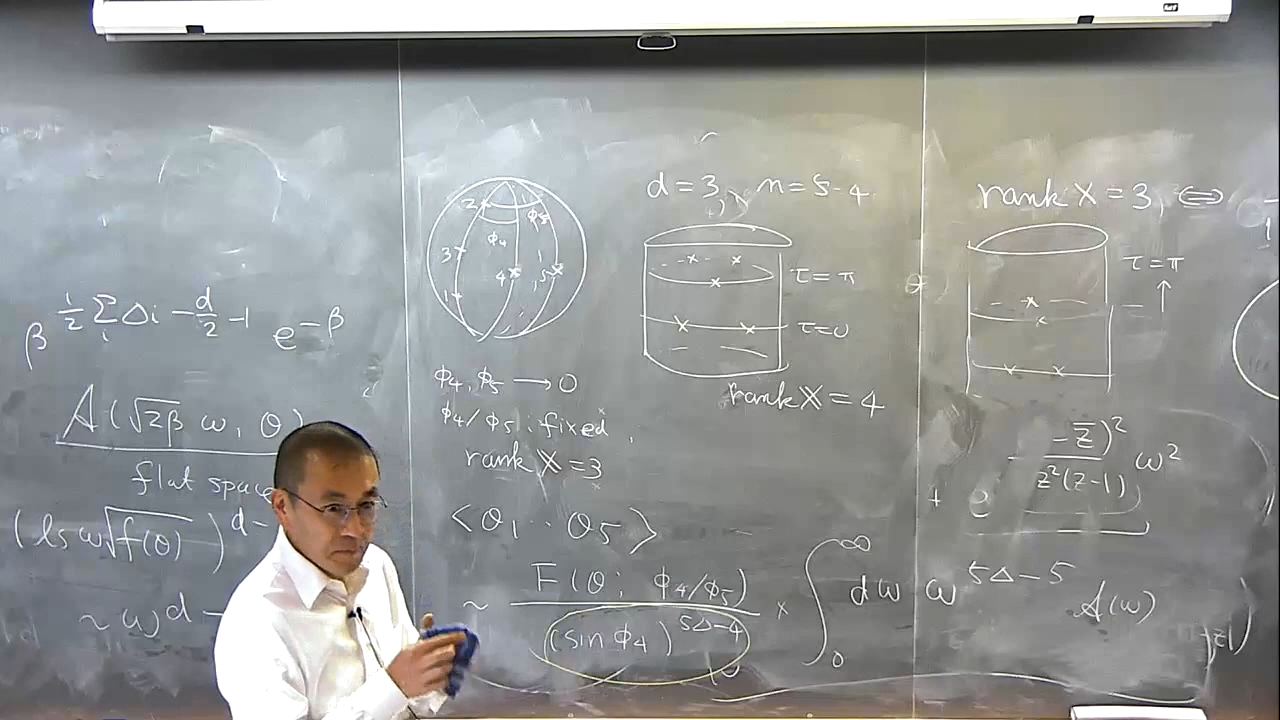 β^{½ Σ_i Δi − d/2 − 1} e^{−β}
A(√2β ω, θ)
flat space
(ls ω √f(θ))^{d−
~ ω^{d −
2
φ5
φ4
3
4
5
1
φ4, φ5 → 0
φ4/φ5 : fixed,
rank X = 3
d = 3, n = 5-4
τ = π
τ = 0
rank X = 4
rank X = 3 ⇔
τ = π
↑
<O1 ·· O5>
~ F(θ; φ4/φ5) / (sin φ4)^{5Δ−4} × ∫_0^∞ dω ω^{5Δ−5} A(ω)
+ e^{−z̄)² / z²(z−1) ω²}